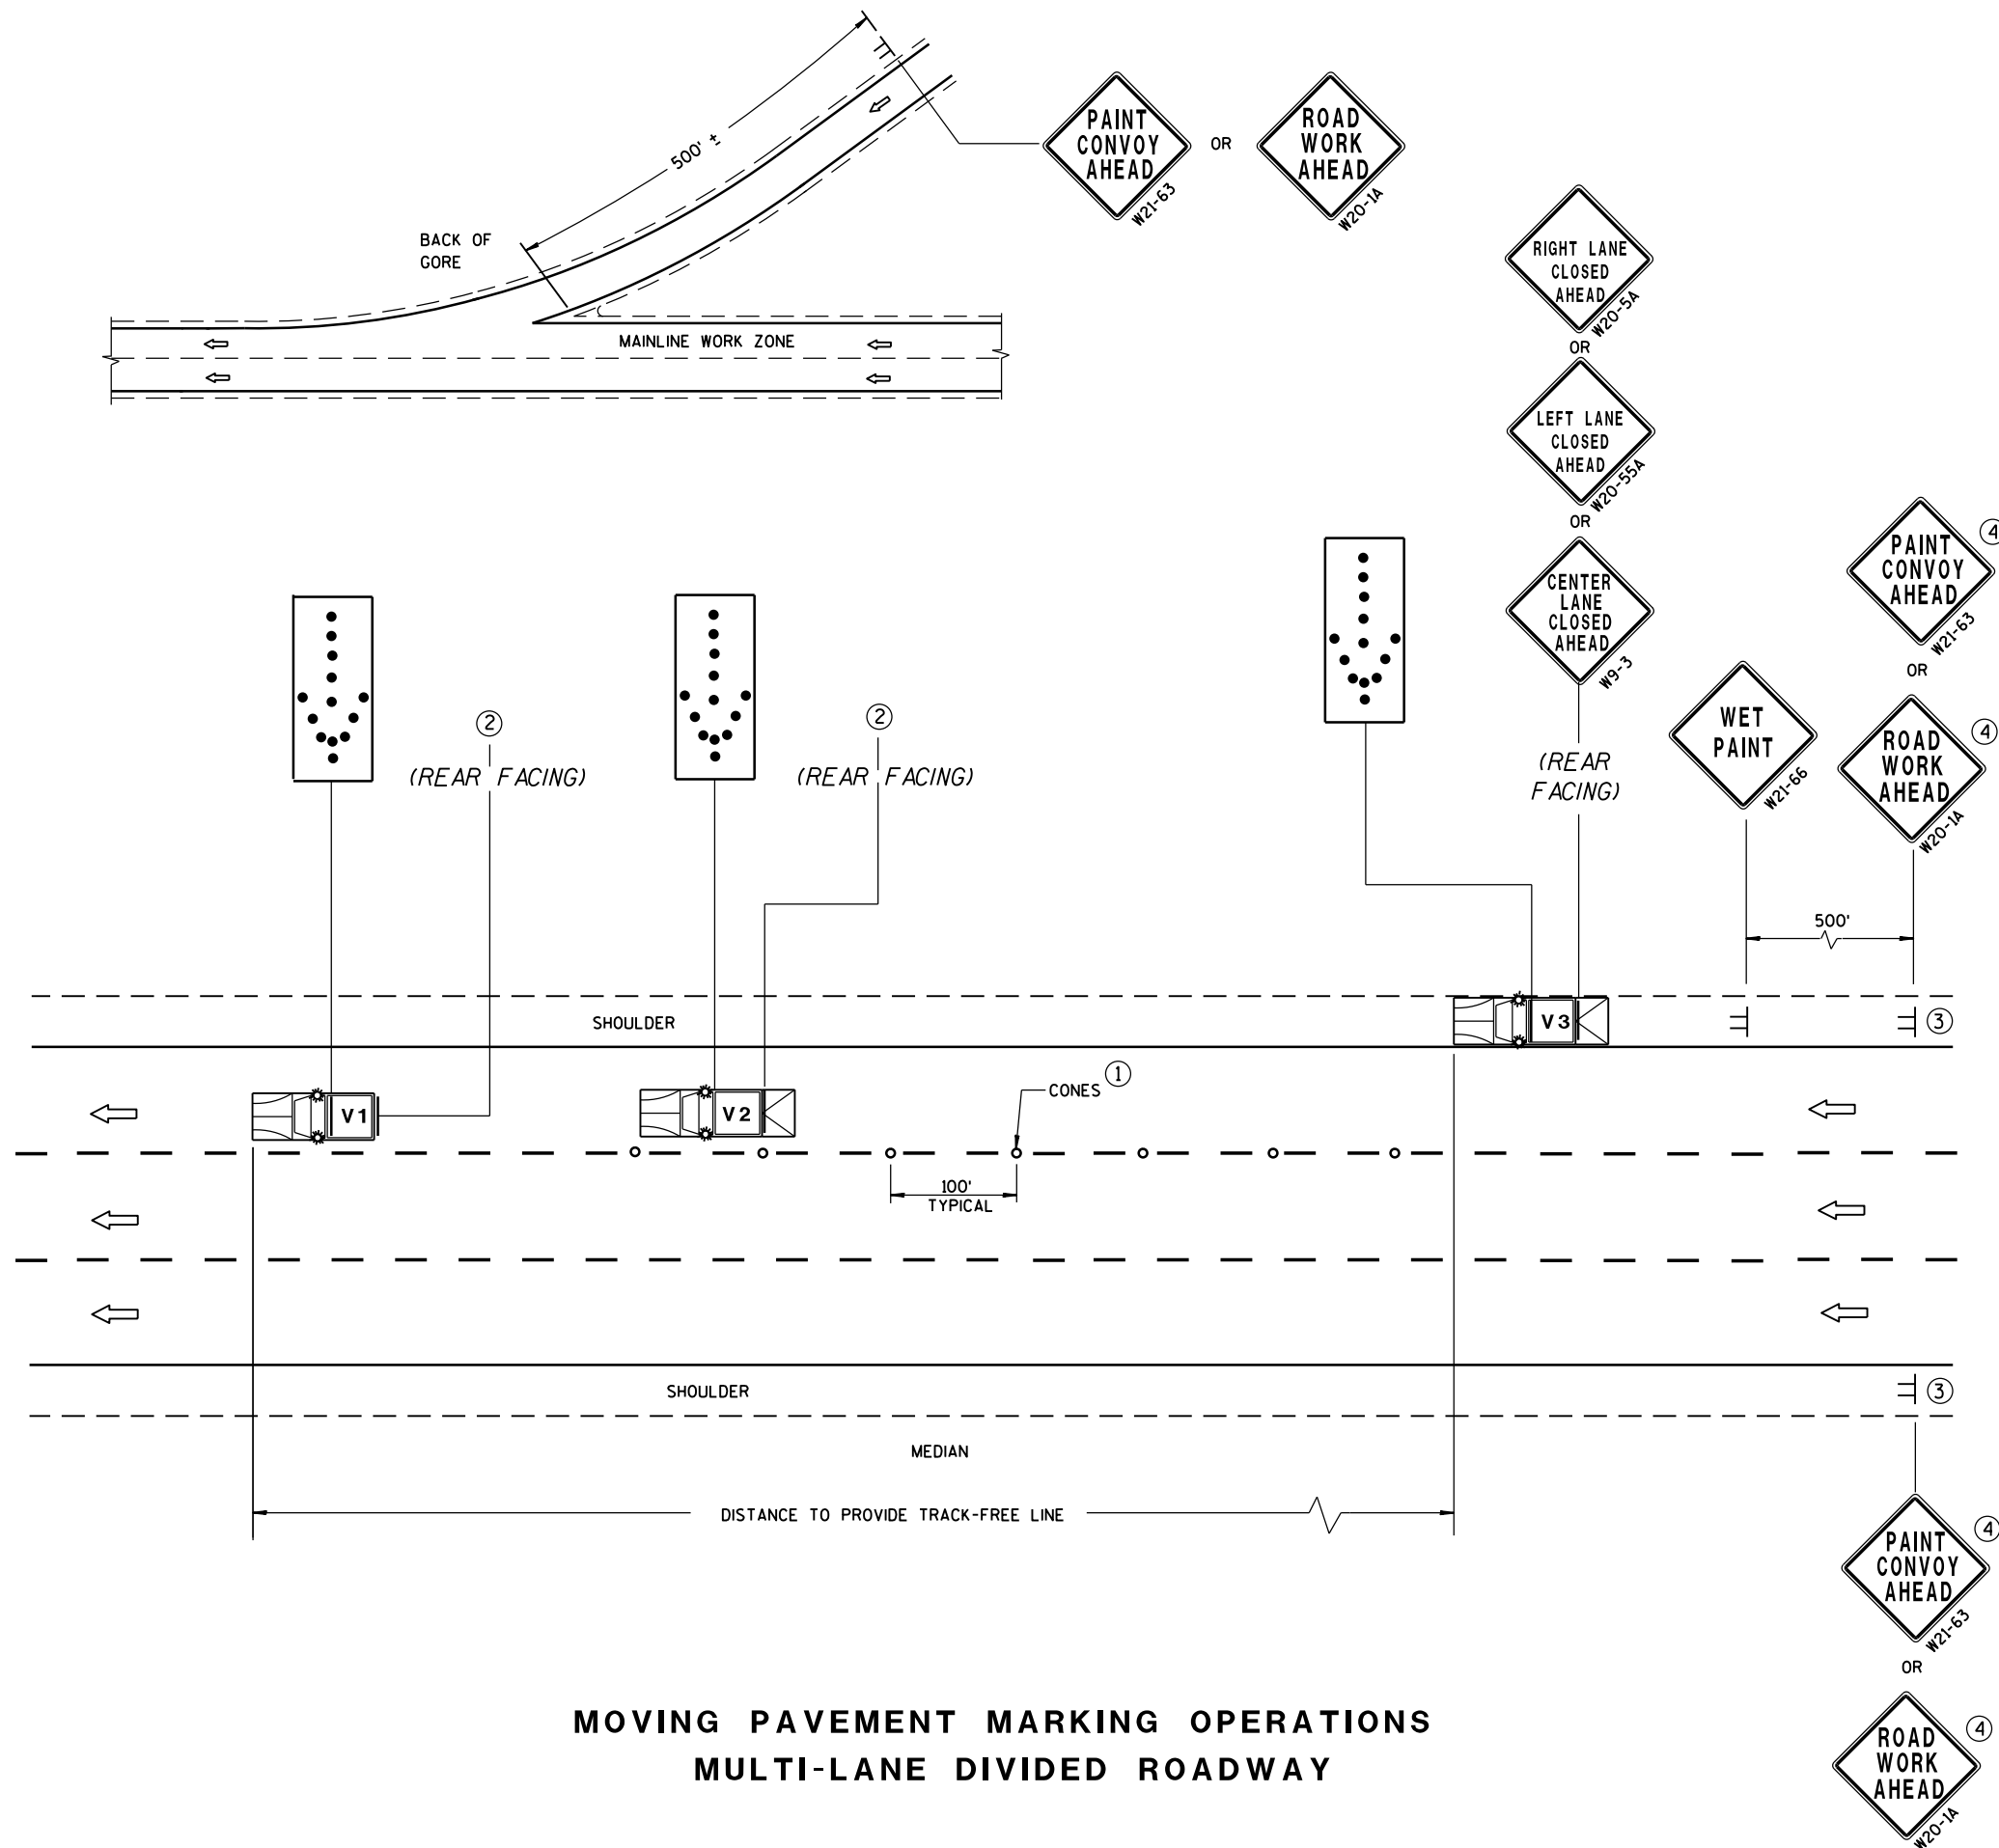 500' ±
PAINT
CONVOY
AHEAD
W21-63
OR
ROAD
WORK
AHEAD
W20-1A
BACK OF
GORE
MAINLINE WORK ZONE
RIGHT LANE
CLOSED
AHEAD
W20-5A
OR
LEFT LANE
CLOSED
AHEAD
W20-55A
OR
CENTER
LANE
CLOSED
AHEAD
W9-3
(REAR
FACING)
PAINT
CONVOY
AHEAD
W21-63
4
OR
ROAD
WORK
AHEAD
W20-1A
4
WET
PAINT
W21-66
500'
2
(REAR FACING)
2
(REAR FACING)
SHOULDER
V3
3
V1
V2
CONES
1
100'
TYPICAL
SHOULDER
3
MEDIAN
DISTANCE TO PROVIDE TRACK-FREE LINE
PAINT
CONVOY
AHEAD
W21-63
4
OR
ROAD
WORK
AHEAD
W20-1A
4
MOVING PAVEMENT MARKING OPERATIONS
MULTI-LANE DIVIDED ROADWAY